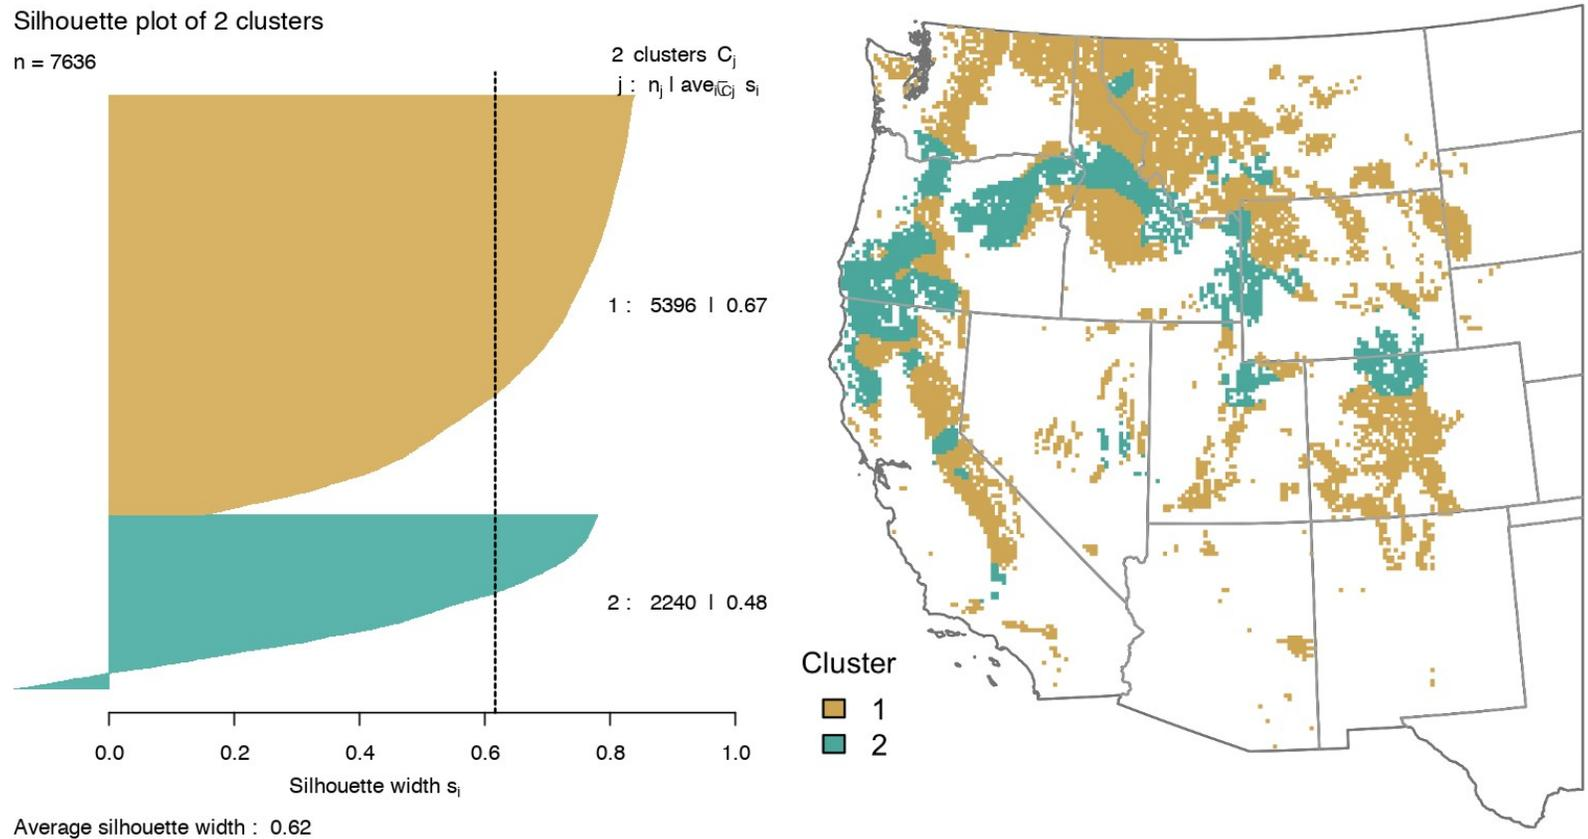 Silhouette plot of 2 clusters
n = 7636
2 clusters Cj
j : nj | avei∈Cj si
1 : 5396 | 0.67
2 : 2240 | 0.48
0.0 0.2 0.4 0.6 0.8 1.0
Silhouette width si
Average silhouette width : 0.62
Cluster
1
2